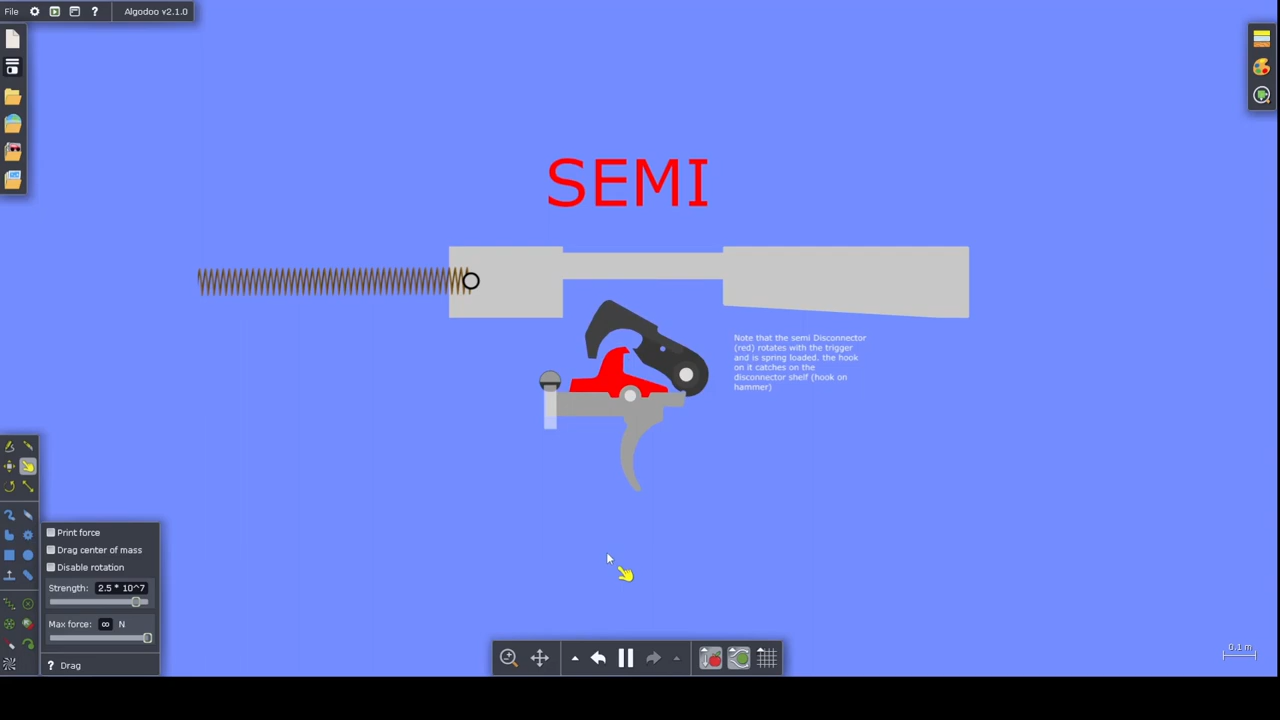 File ? Algodoo v2.1.0
SEMI
Note that the semi Disconnector
(red) rotates with the trigger
and is spring loaded. the hook
on it catches on the
disconnector shelf (hook on
hammer)
Print force
Drag center of mass
Disable rotation
Strength: 2.5 * 10^7
Max force: ∞ N
? Drag
0.1 m